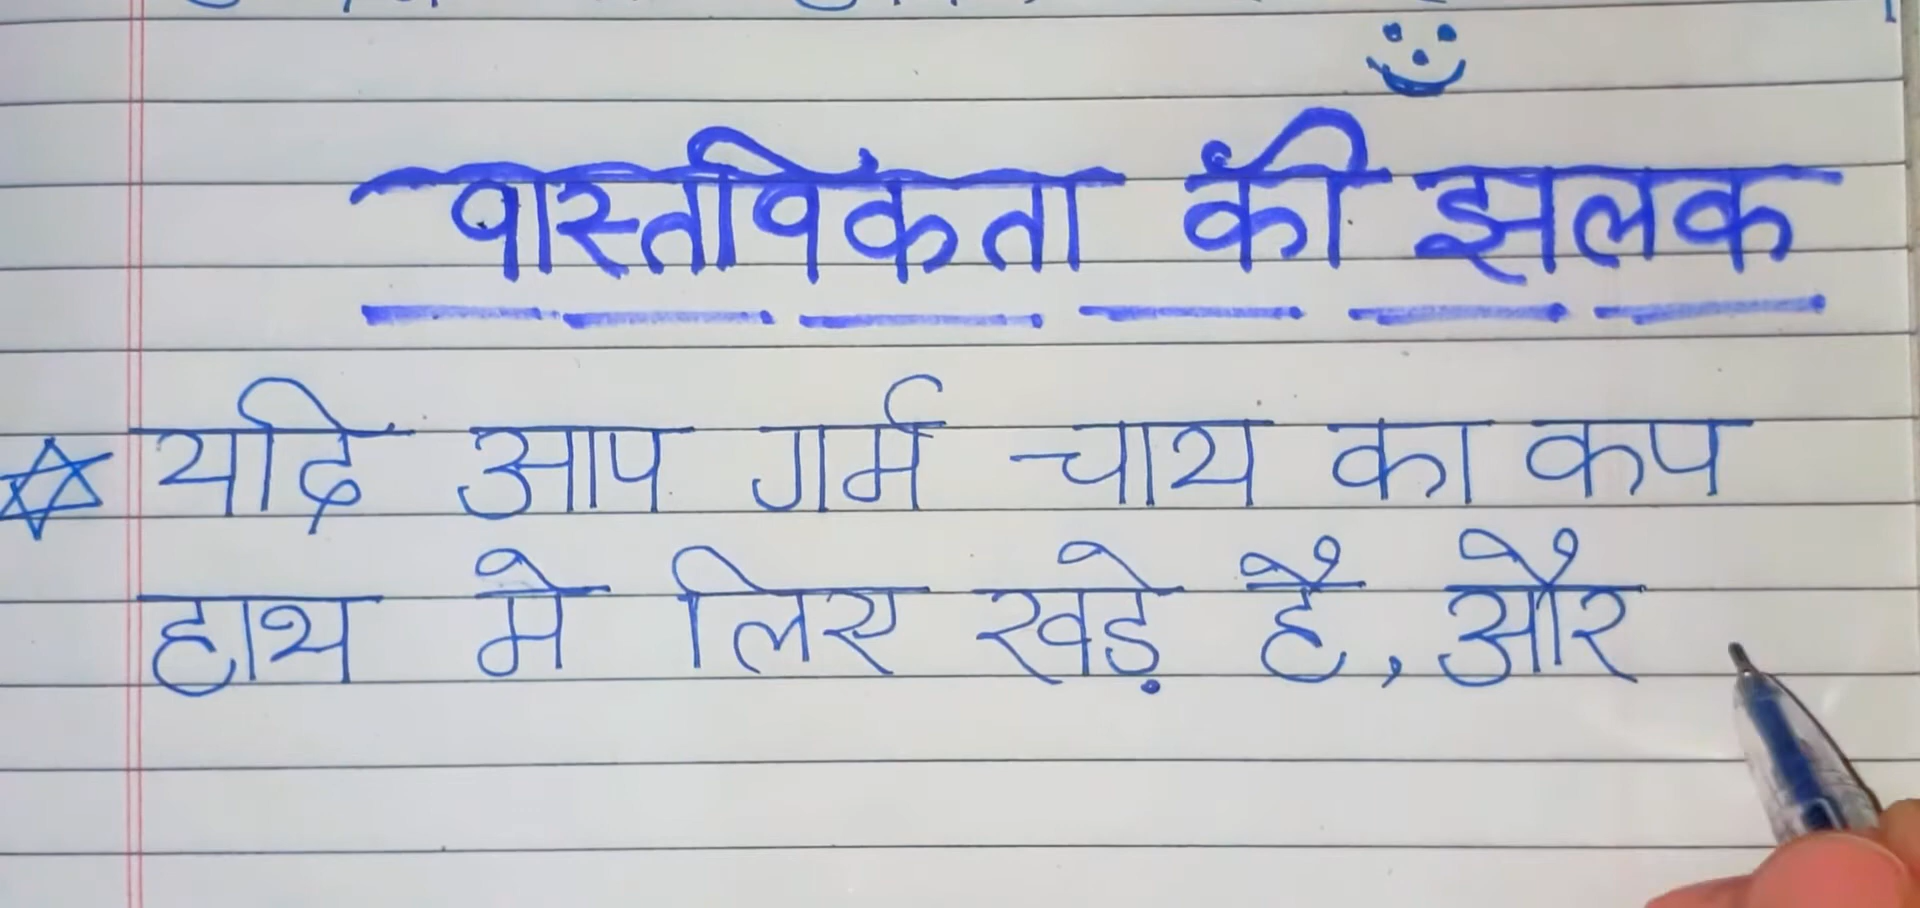 वास्तविकता की झलक
यदि आप गर्म चाय का कप
हाथ मे लिए खड़े है, और